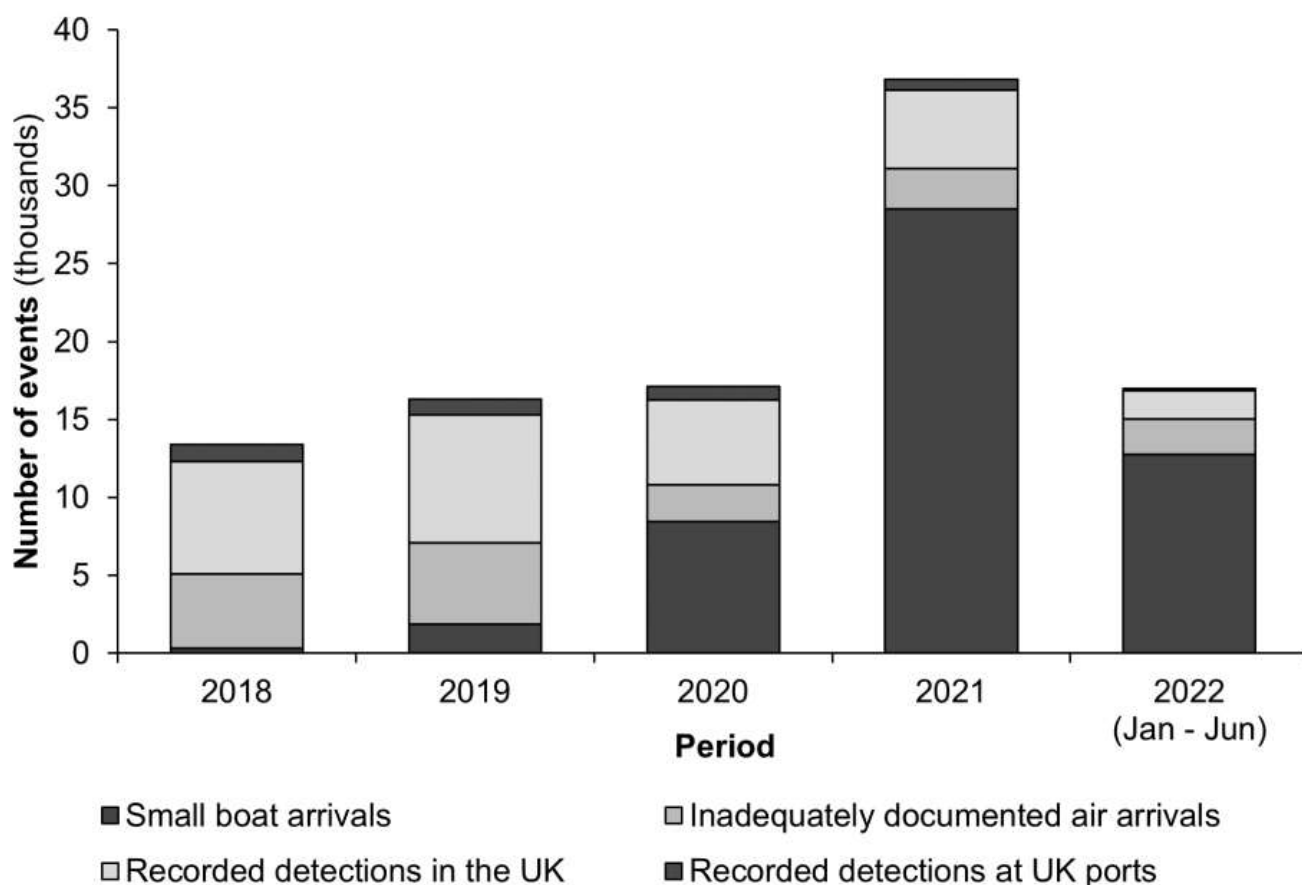 40
35
30
25
20
15
10
5
0
Number of events (thousands)
2018 2019 2020 2021 2022
(Jan - Jun)
Period
Small boat arrivals Inadequately documented air arrivals
Recorded detections in the UK Recorded detections at UK ports